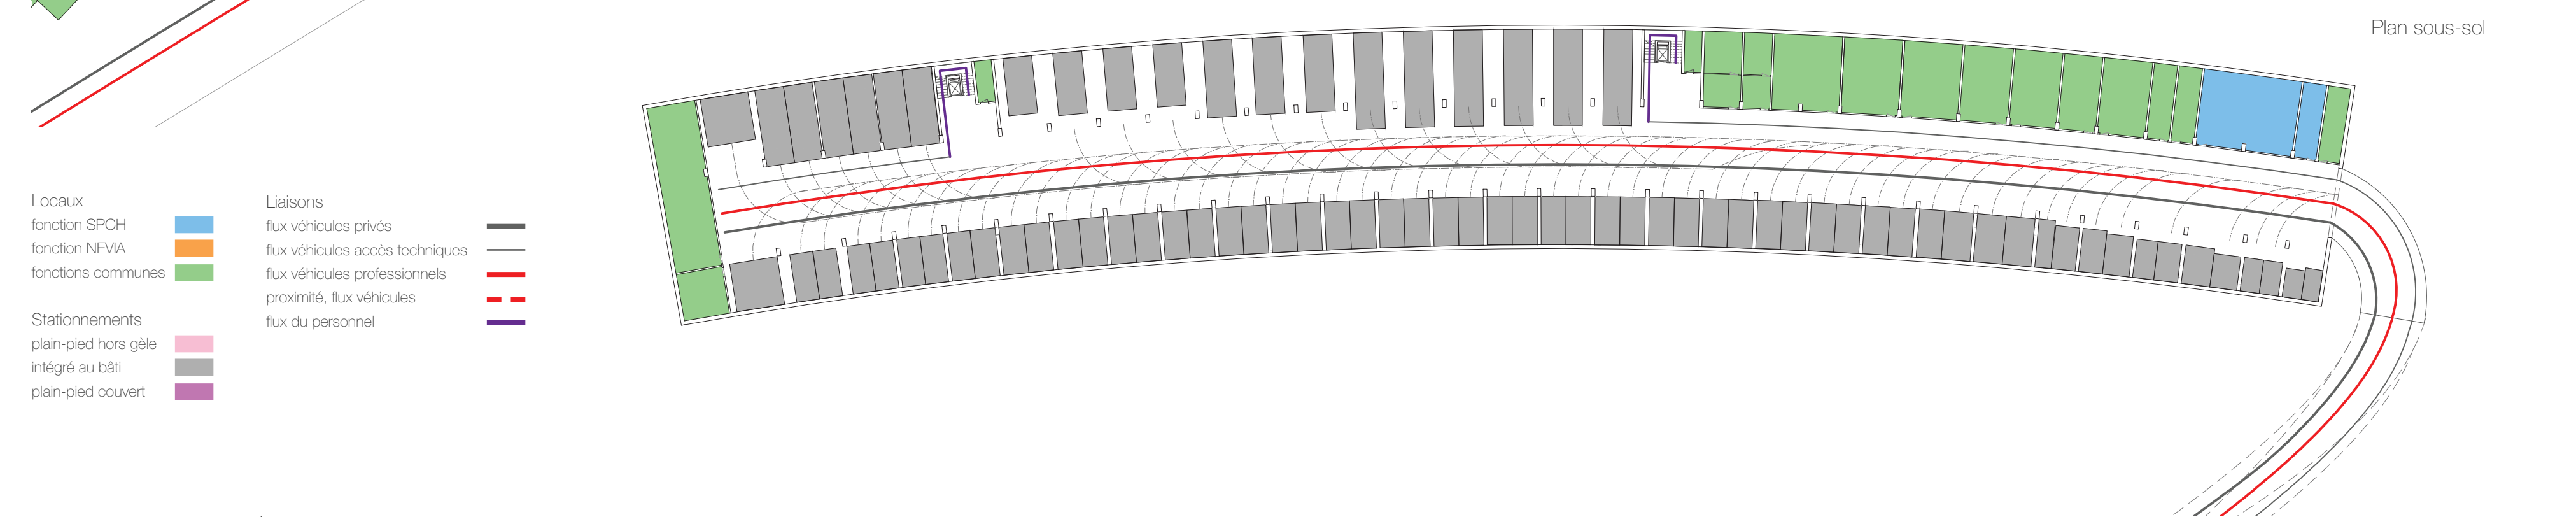 Plan sous-sol
Locaux
fonction SPCH
fonction NEVIA
fonctions communes
Stationnements
plain-pied hors gèle
intégré au bâti
plain-pied couvert
Liaisons
flux véhicules privés
flux véhicules accès techniques
flux véhicules professionnels
proximité, flux véhicules
flux du personnel